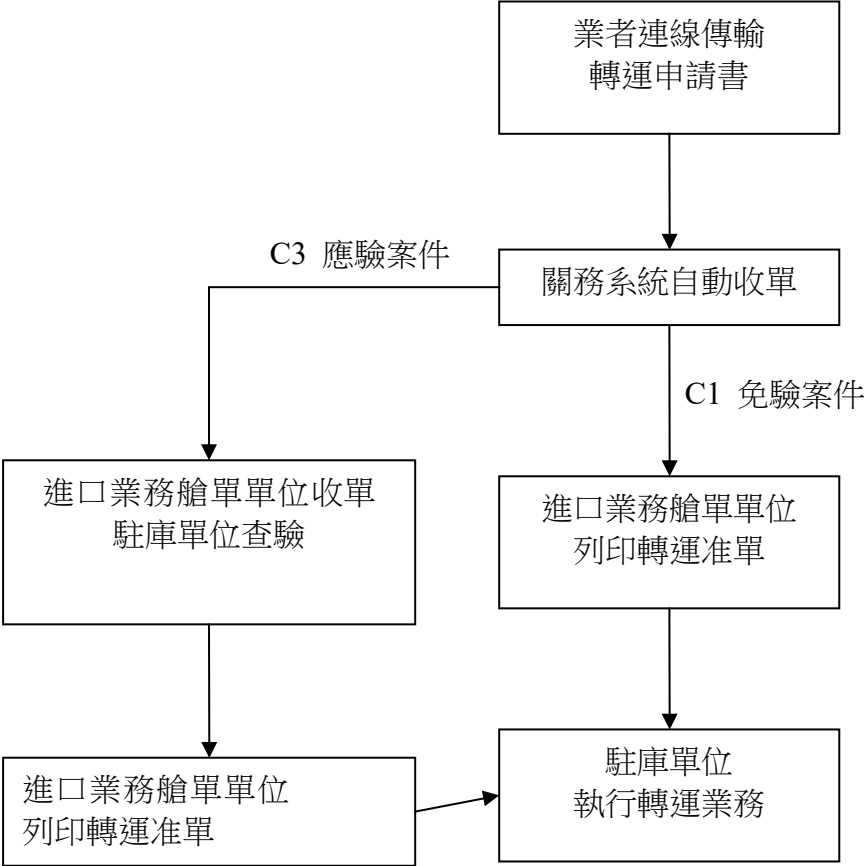 業者連線傳輸
轉運申請書
C3 應驗案件
關務系統自動收單
C1 免驗案件
進口業務艙單單位收單
駐庫單位查驗
進口業務艙單單位
列印轉運准單
進口業務艙單單位
列印轉運准單
駐庫單位
執行轉運業務